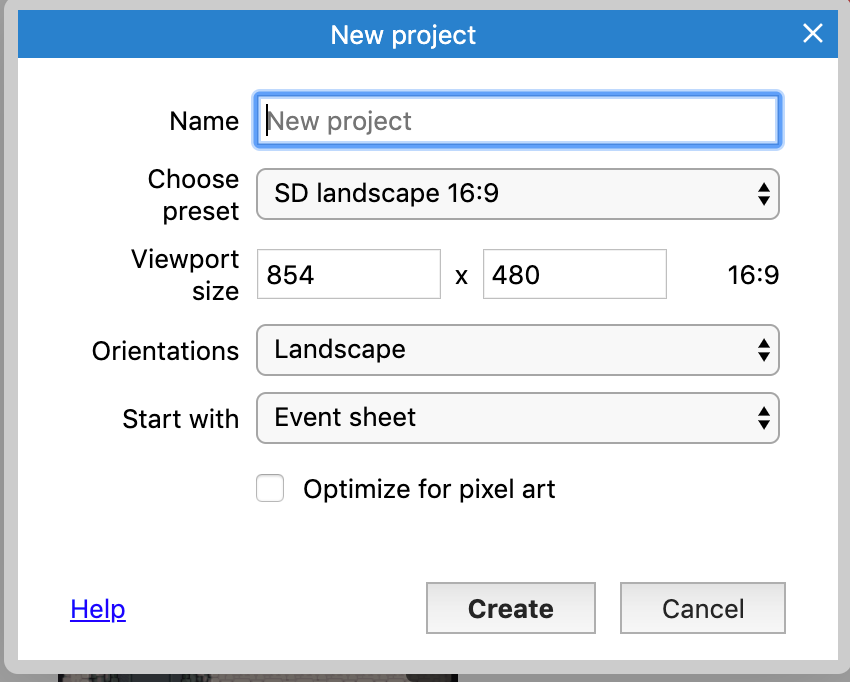 New project
Name New project
Choose preset SD landscape 16:9
Viewport size 854 x 480 16:9
Orientations Landscape
Start with Event sheet
Optimize for pixel art
Help Create Cancel